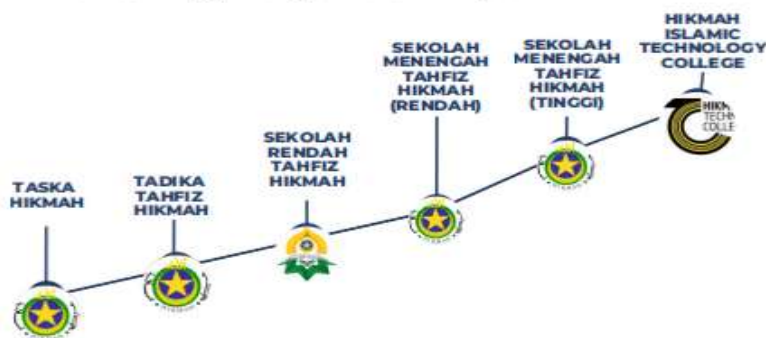 TASKA
HIKMAH
TADIKA
TAHFIZ
HIKMAH
SEKOLAH
RENDAH
TAHFIZ
HIKMAH
SEKOLAH
MENENGAH
TAHFIZ
HIKMAH
(RENDAH)
SEKOLAH
MENENGAH
TAHFIZ
HIKMAH
(TINGGI)
HIKMAH
ISLAMIC
TECHNOLOGY
COLLEGE